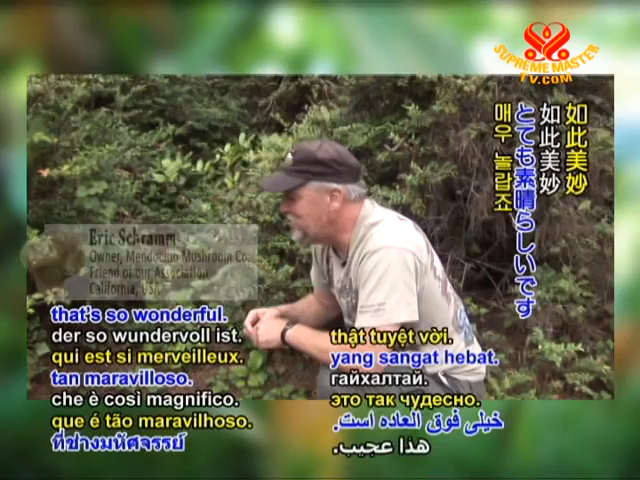 SUPREME MASTER
TV.COM
如此美妙
如此美妙
とても素晴らしいです
매우 놀랍죠
Eric Schramm
Owner, Mendocino Mushroom Co.
Friend of our Association
California, USA
that's so wonderful.
der so wundervoll ist.
qui est si merveilleux.
tan maravilloso.
che è così magnifico.
que é tão maravilhoso.
ที่ช่างมหัศจรรย์
thật tuyệt vời.
yang sangat hebat.
гайхалтай.
это так чудесно.
خیلی فوق العاده است.
هذا عجيب.